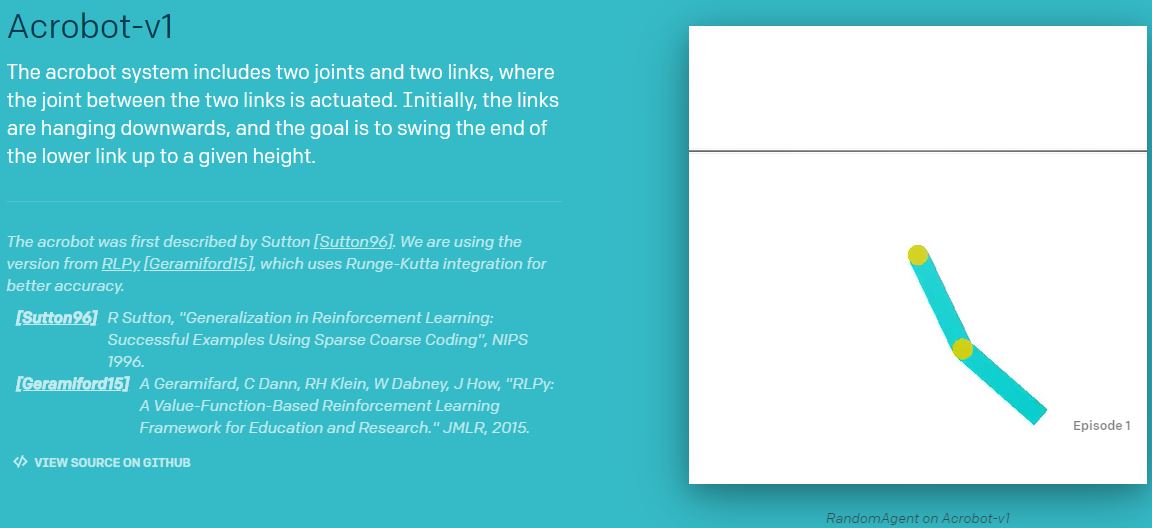 Acrobot-v1
The acrobot system includes two joints and two links, where
the joint between the two links is actuated. Initially, the links
are hanging downwards, and the goal is to swing the end of
the lower link up to a given height.
The acrobot was first described by Sutton [Sutton96]. We are using the
version from RLPy [Geramiford15], which uses Runge-Kutta integration for
better accuracy.
[Sutton96] R Sutton, "Generalization in Reinforcement Learning:
Successful Examples Using Sparse Coarse Coding", NIPS
1996.
[Geramiford15] A Geramifard, C Dann, RH Klein, W Dabney, J How, "RLPy:
A Value-Function-Based Reinforcement Learning
Framework for Education and Research." JMLR, 2015.
</> VIEW SOURCE ON GITHUB
Episode 1
RandomAgent on Acrobot-v1